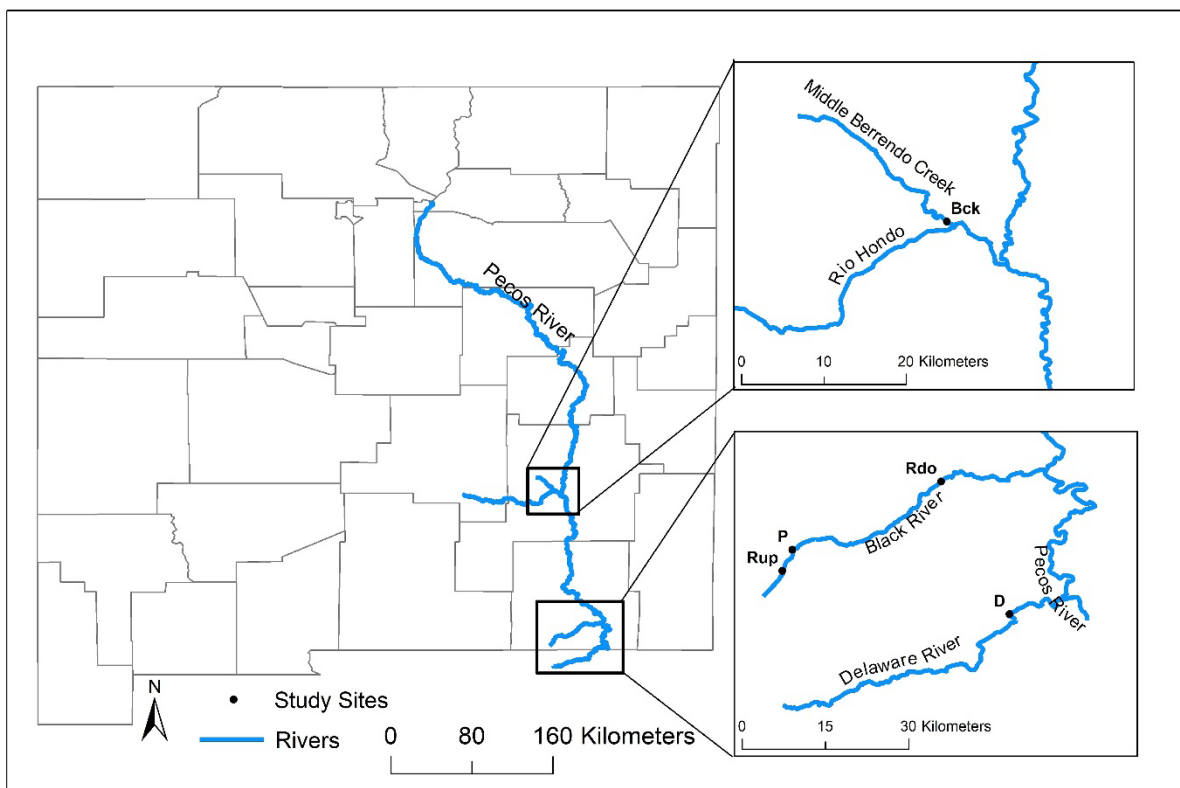 Pecos River
N
Study Sites
Rivers
0 80 160 Kilometers
Middle Berrendo Creek
Bck
Rio Hondo
0 10 20 Kilometers
Rdo
Black River
P
Rup
Pecos River
D
Delaware River
0 15 30 Kilometers